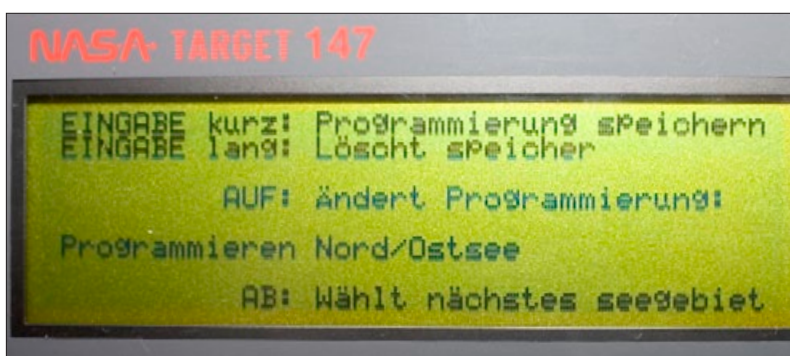 NASA TARGET 147
EINGABE kurz: Programmierung speichern
EINGABE lang: Löscht speicher
AUF: Ändert Programmierung:
Programmieren Nord/Ostsee
AB: Wählt nächstes seegebiet